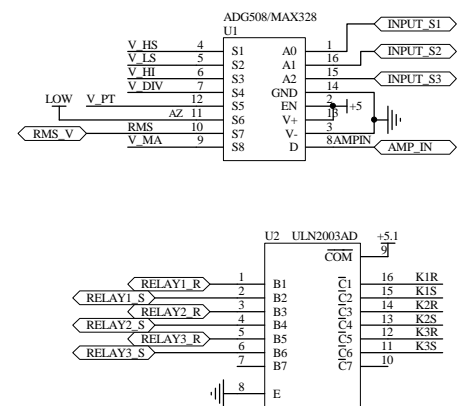 ADG508/MAX328
U1
V_HS 4 S1 A0 1 INPUT_S1
V_LS 5 S2 A1 16 INPUT_S2
V_HI 6 S3 A2 15 INPUT_S3
V_DIV 7 S4 GND 14
LOW V_PT 12 S5 EN 2 +5
AZ 11 S6 V+ 13
RMS_V RMS 10 S7 V- 3
V_MA 9 S8 D 8 AMPIN AMP_IN
U2 ULN2003AD +5.1
COM 9
RELAY1_R 1 B1 C1 16 K1R
RELAY1_S 2 B2 C2 15 K1S
RELAY2_R 3 B3 C3 14 K2R
RELAY2_S 4 B4 C4 13 K2S
RELAY3_R 5 B5 C5 12 K3R
RELAY3_S 6 B6 C6 11 K3S
7 B7 C7 10
8 E